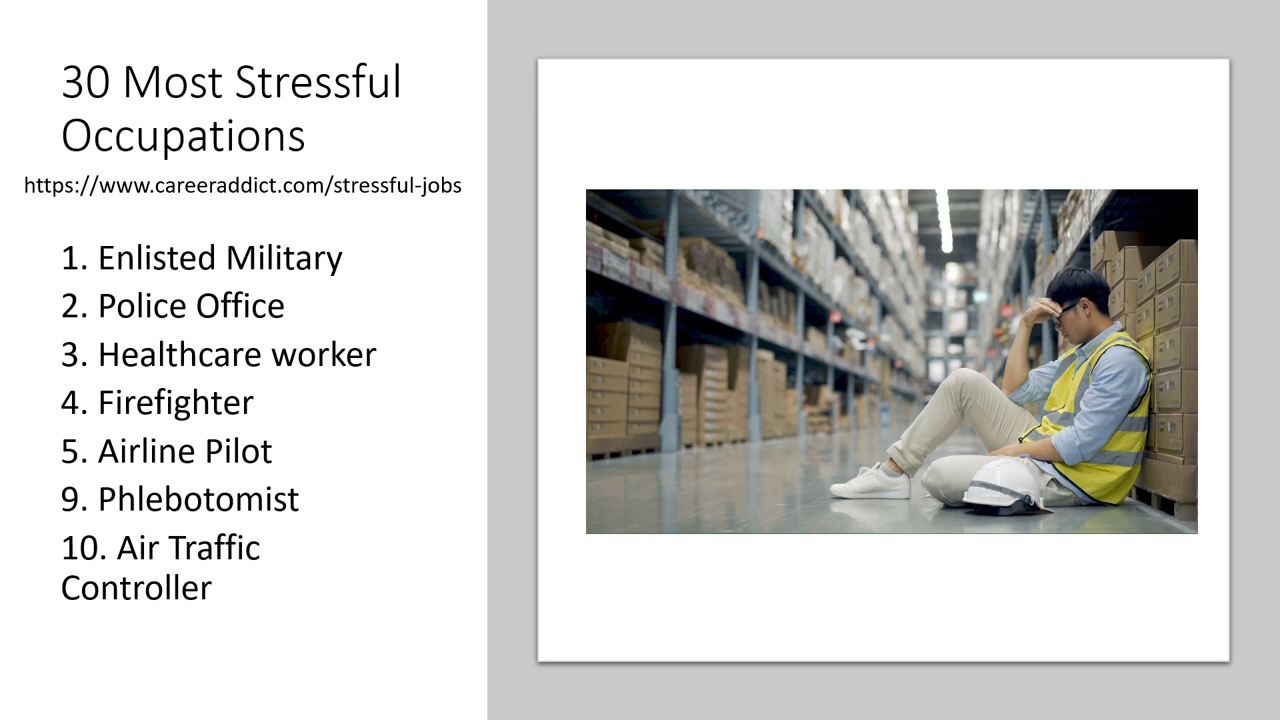 30 Most Stressful
Occupations
https://www.careeraddict.com/stressful-jobs
1. Enlisted Military
2. Police Office
3. Healthcare worker
4. Firefighter
5. Airline Pilot
9. Phlebotomist
10. Air Traffic
Controller